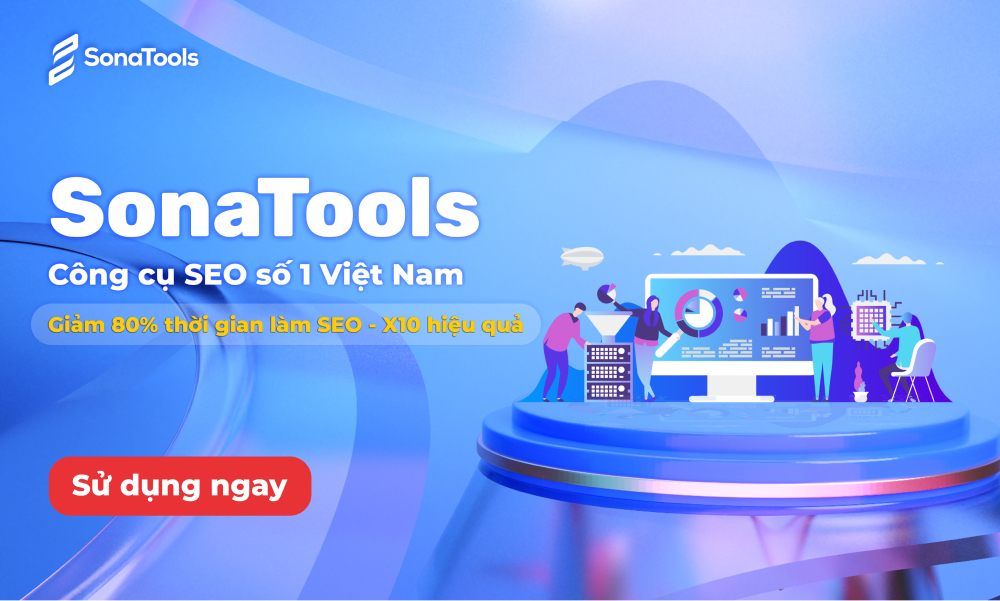 SonaTools
SonaTools
Công cụ SEO số 1 Việt Nam
Giảm 80% thời gian làm SEO - X10 hiệu quả
Sử dụng ngay